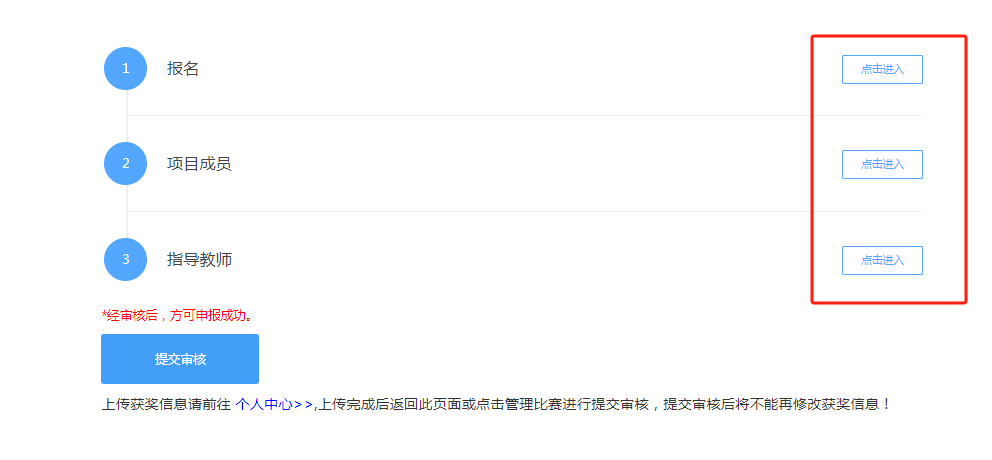 1 报名 点击进入
2 项目成员 点击进入
3 指导教师 点击进入
*经审核后，方可申报成功。
提交审核
上传获奖信息请前往 个人中心>>,上传完成后返回此页面或点击管理比赛进行提交审核，提交审核后将不能再修改获奖信息！